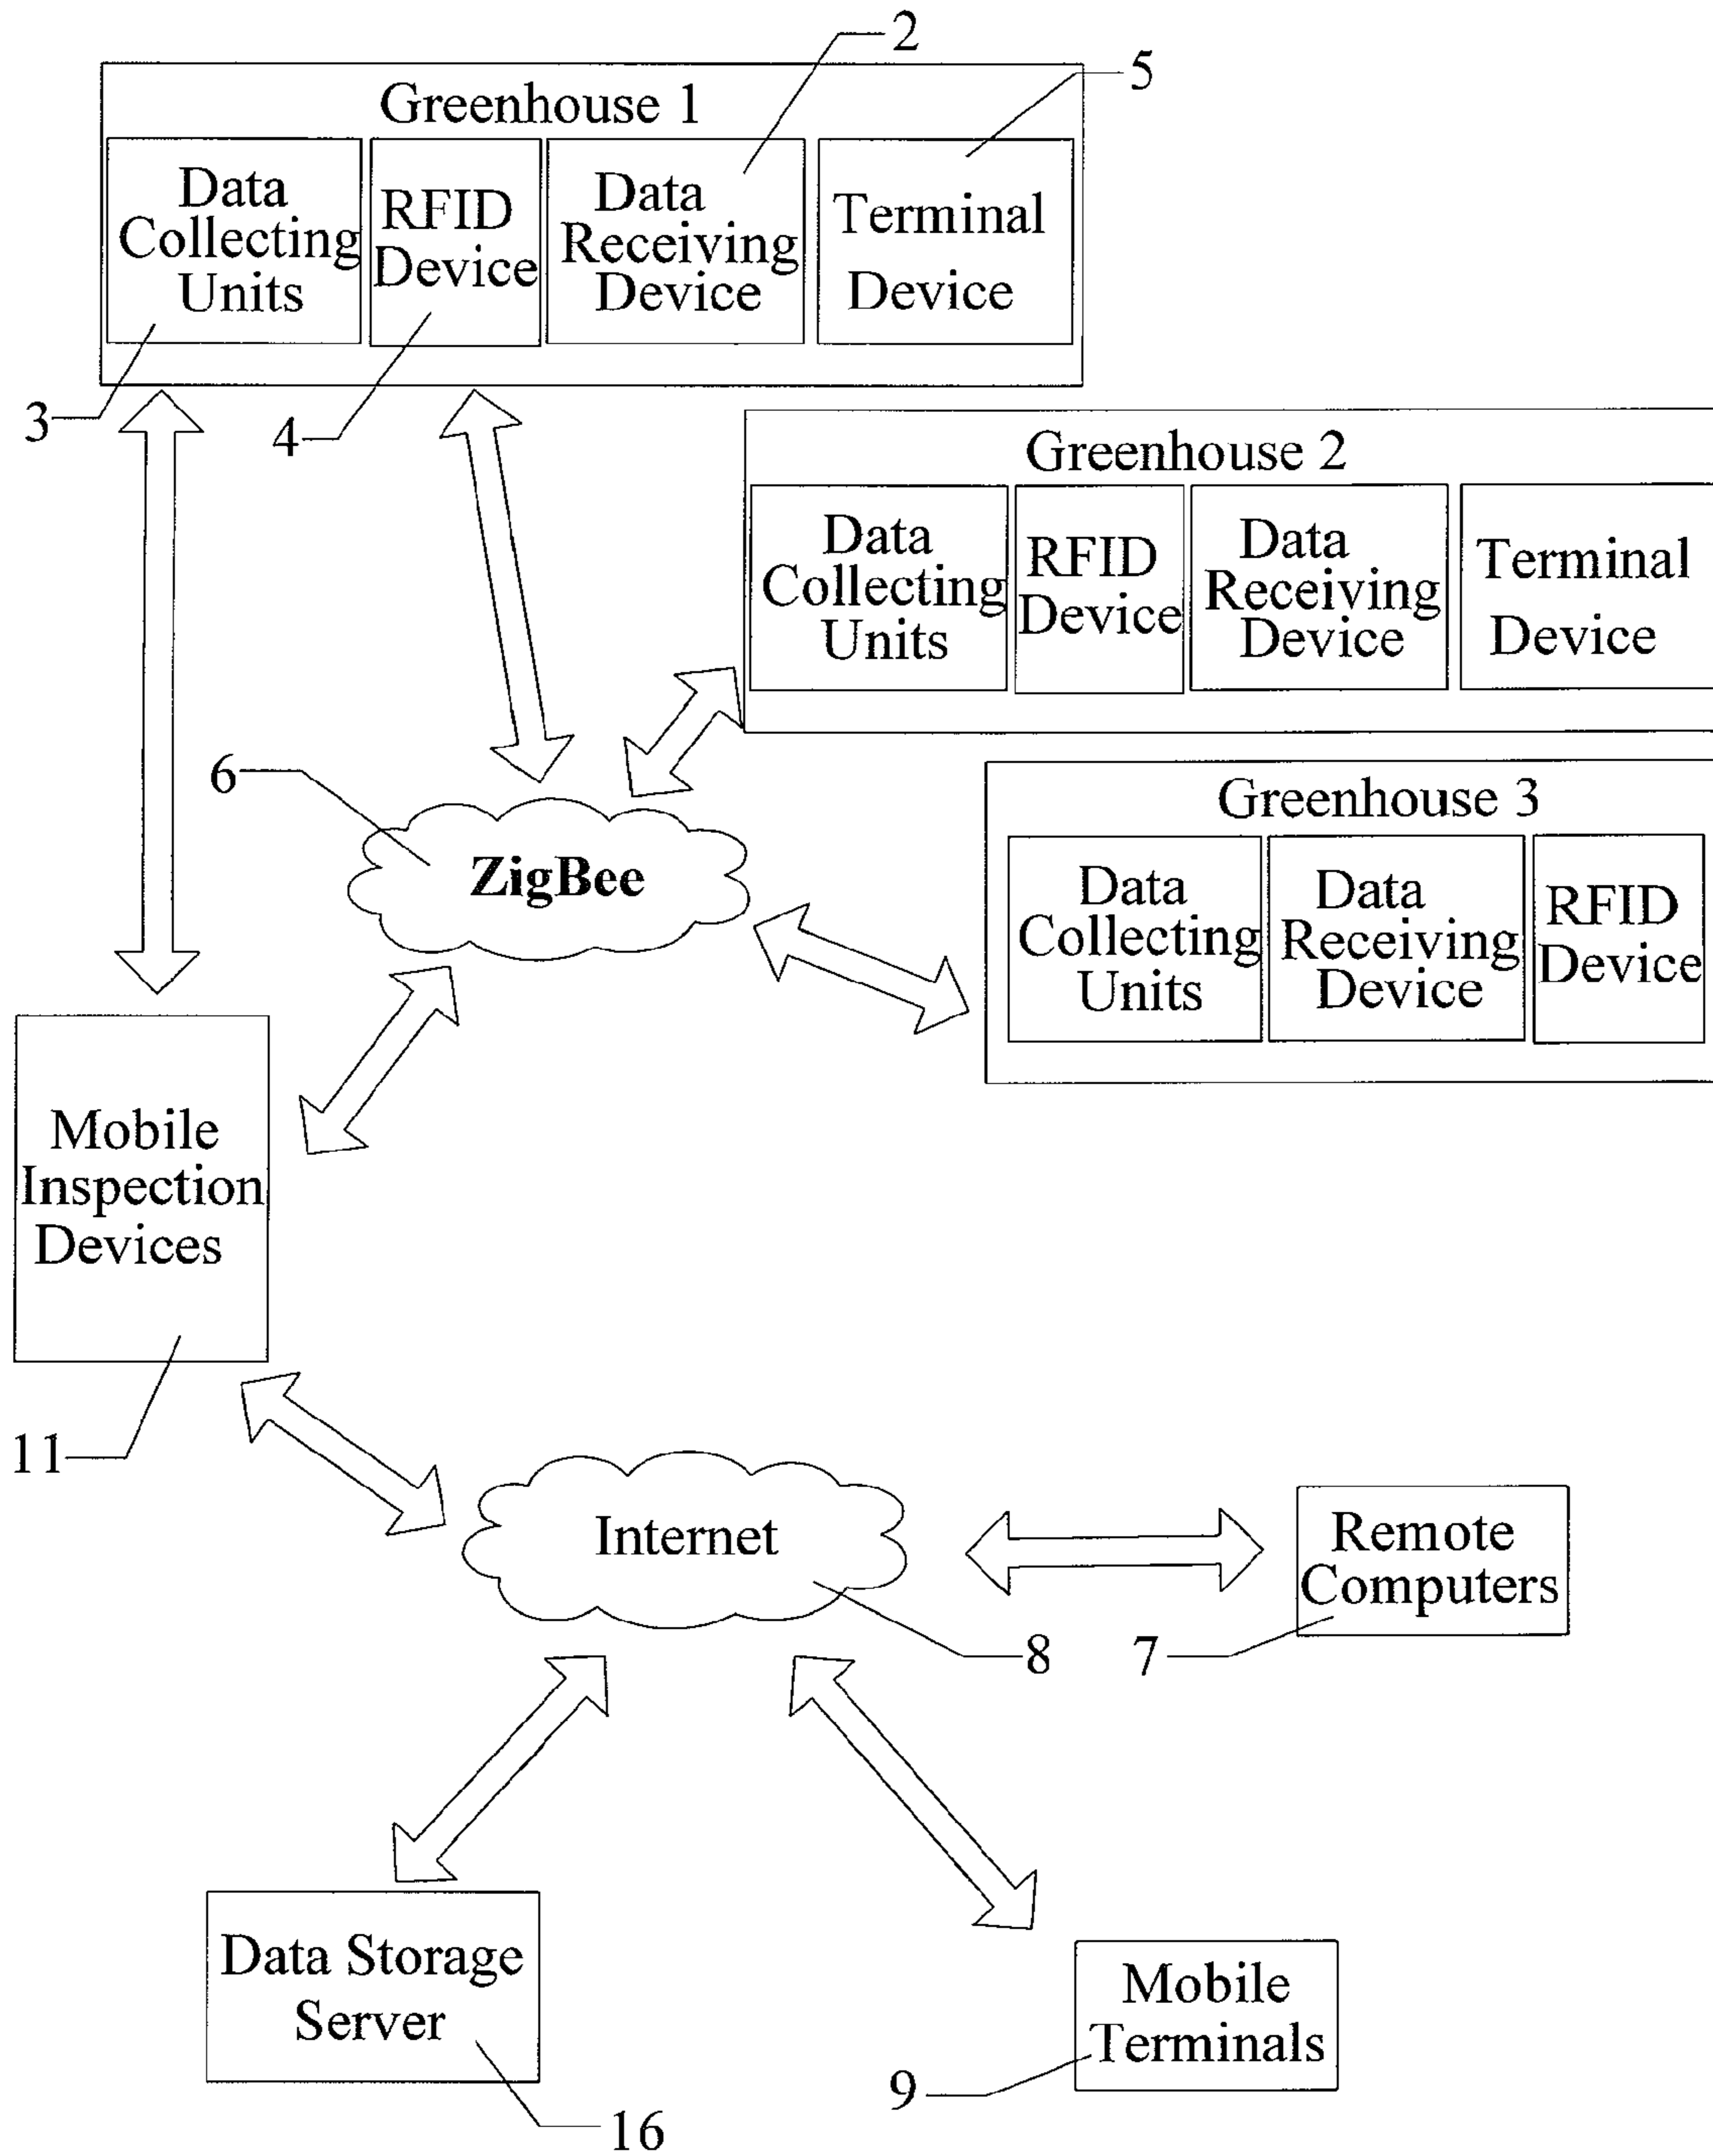 2
5
Greenhouse 1
Data
Collecting
Units
RFID
Device
Data
Receiving
Device
Terminal
Device
3
4
Greenhouse 2
Data
Collecting
Units
RFID
Device
Data
Receiving
Device
Terminal
Device
6
ZigBee
Greenhouse 3
Data
Collecting
Units
Data
Receiving
Device
RFID
Device
Mobile
Inspection
Devices
11
Internet
Remote
Computers
8
7
Data Storage
Server
16
Mobile
Terminals
9